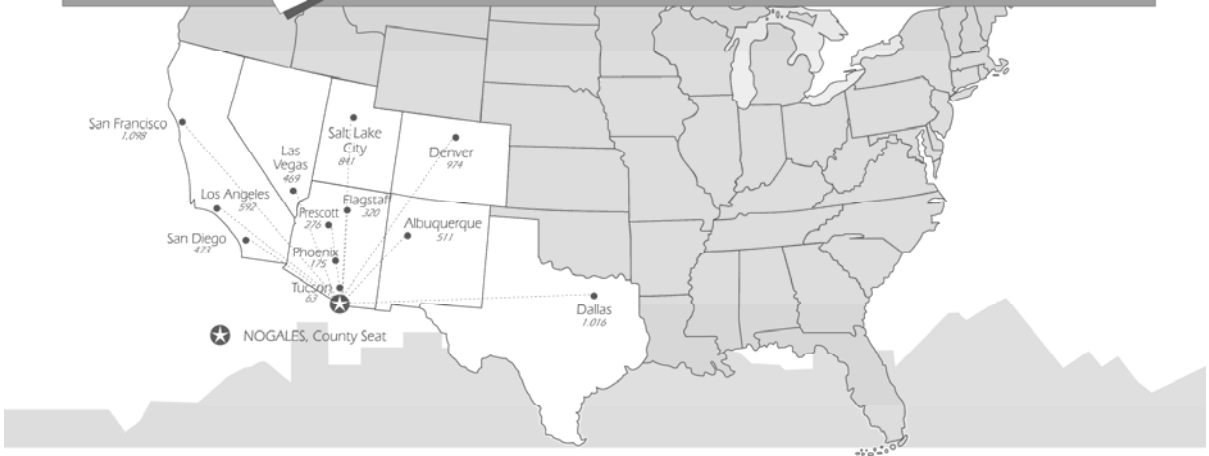 San Francisco
1,098
Salt Lake
City
841
Denver
974
Las
Vegas
469
Los Angeles
592
Flagstaf
320
Prescott
276
Albuquerque
511
San Diego
423
Phoenix
175
Tucson
63
Dallas
1,016
NOGALES, County Seat